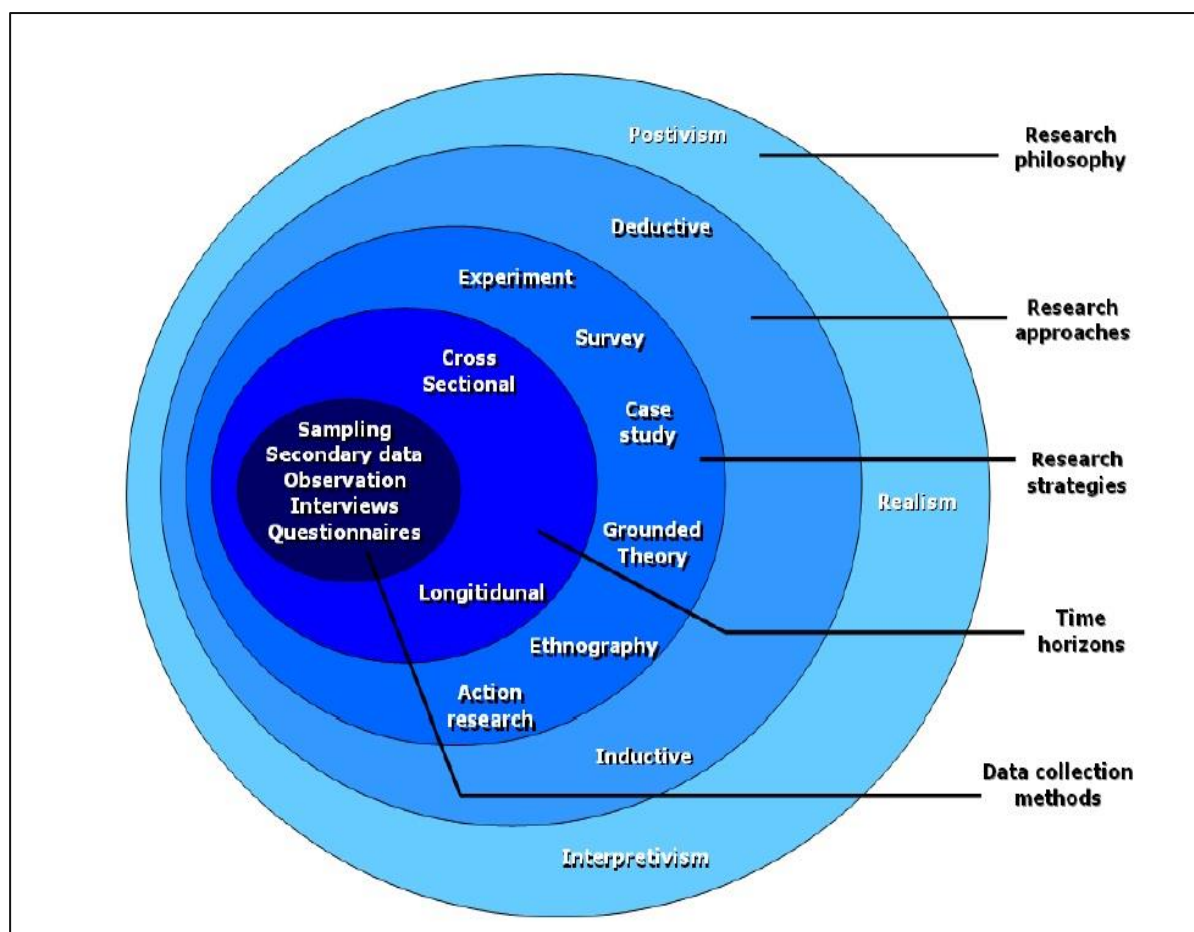 Postivism
Research
philosophy
Deductive
Experiment
Research
approaches
Survey
Cross
Sectional
Case
study
Sampling
Secondary data
Observation
Interviews
Questionnaires
Research
strategies
Realism
Grounded
Theory
Longitidunal
Time
horizons
Ethnography
Action
research
Inductive
Data collection
methods
Interpretivism